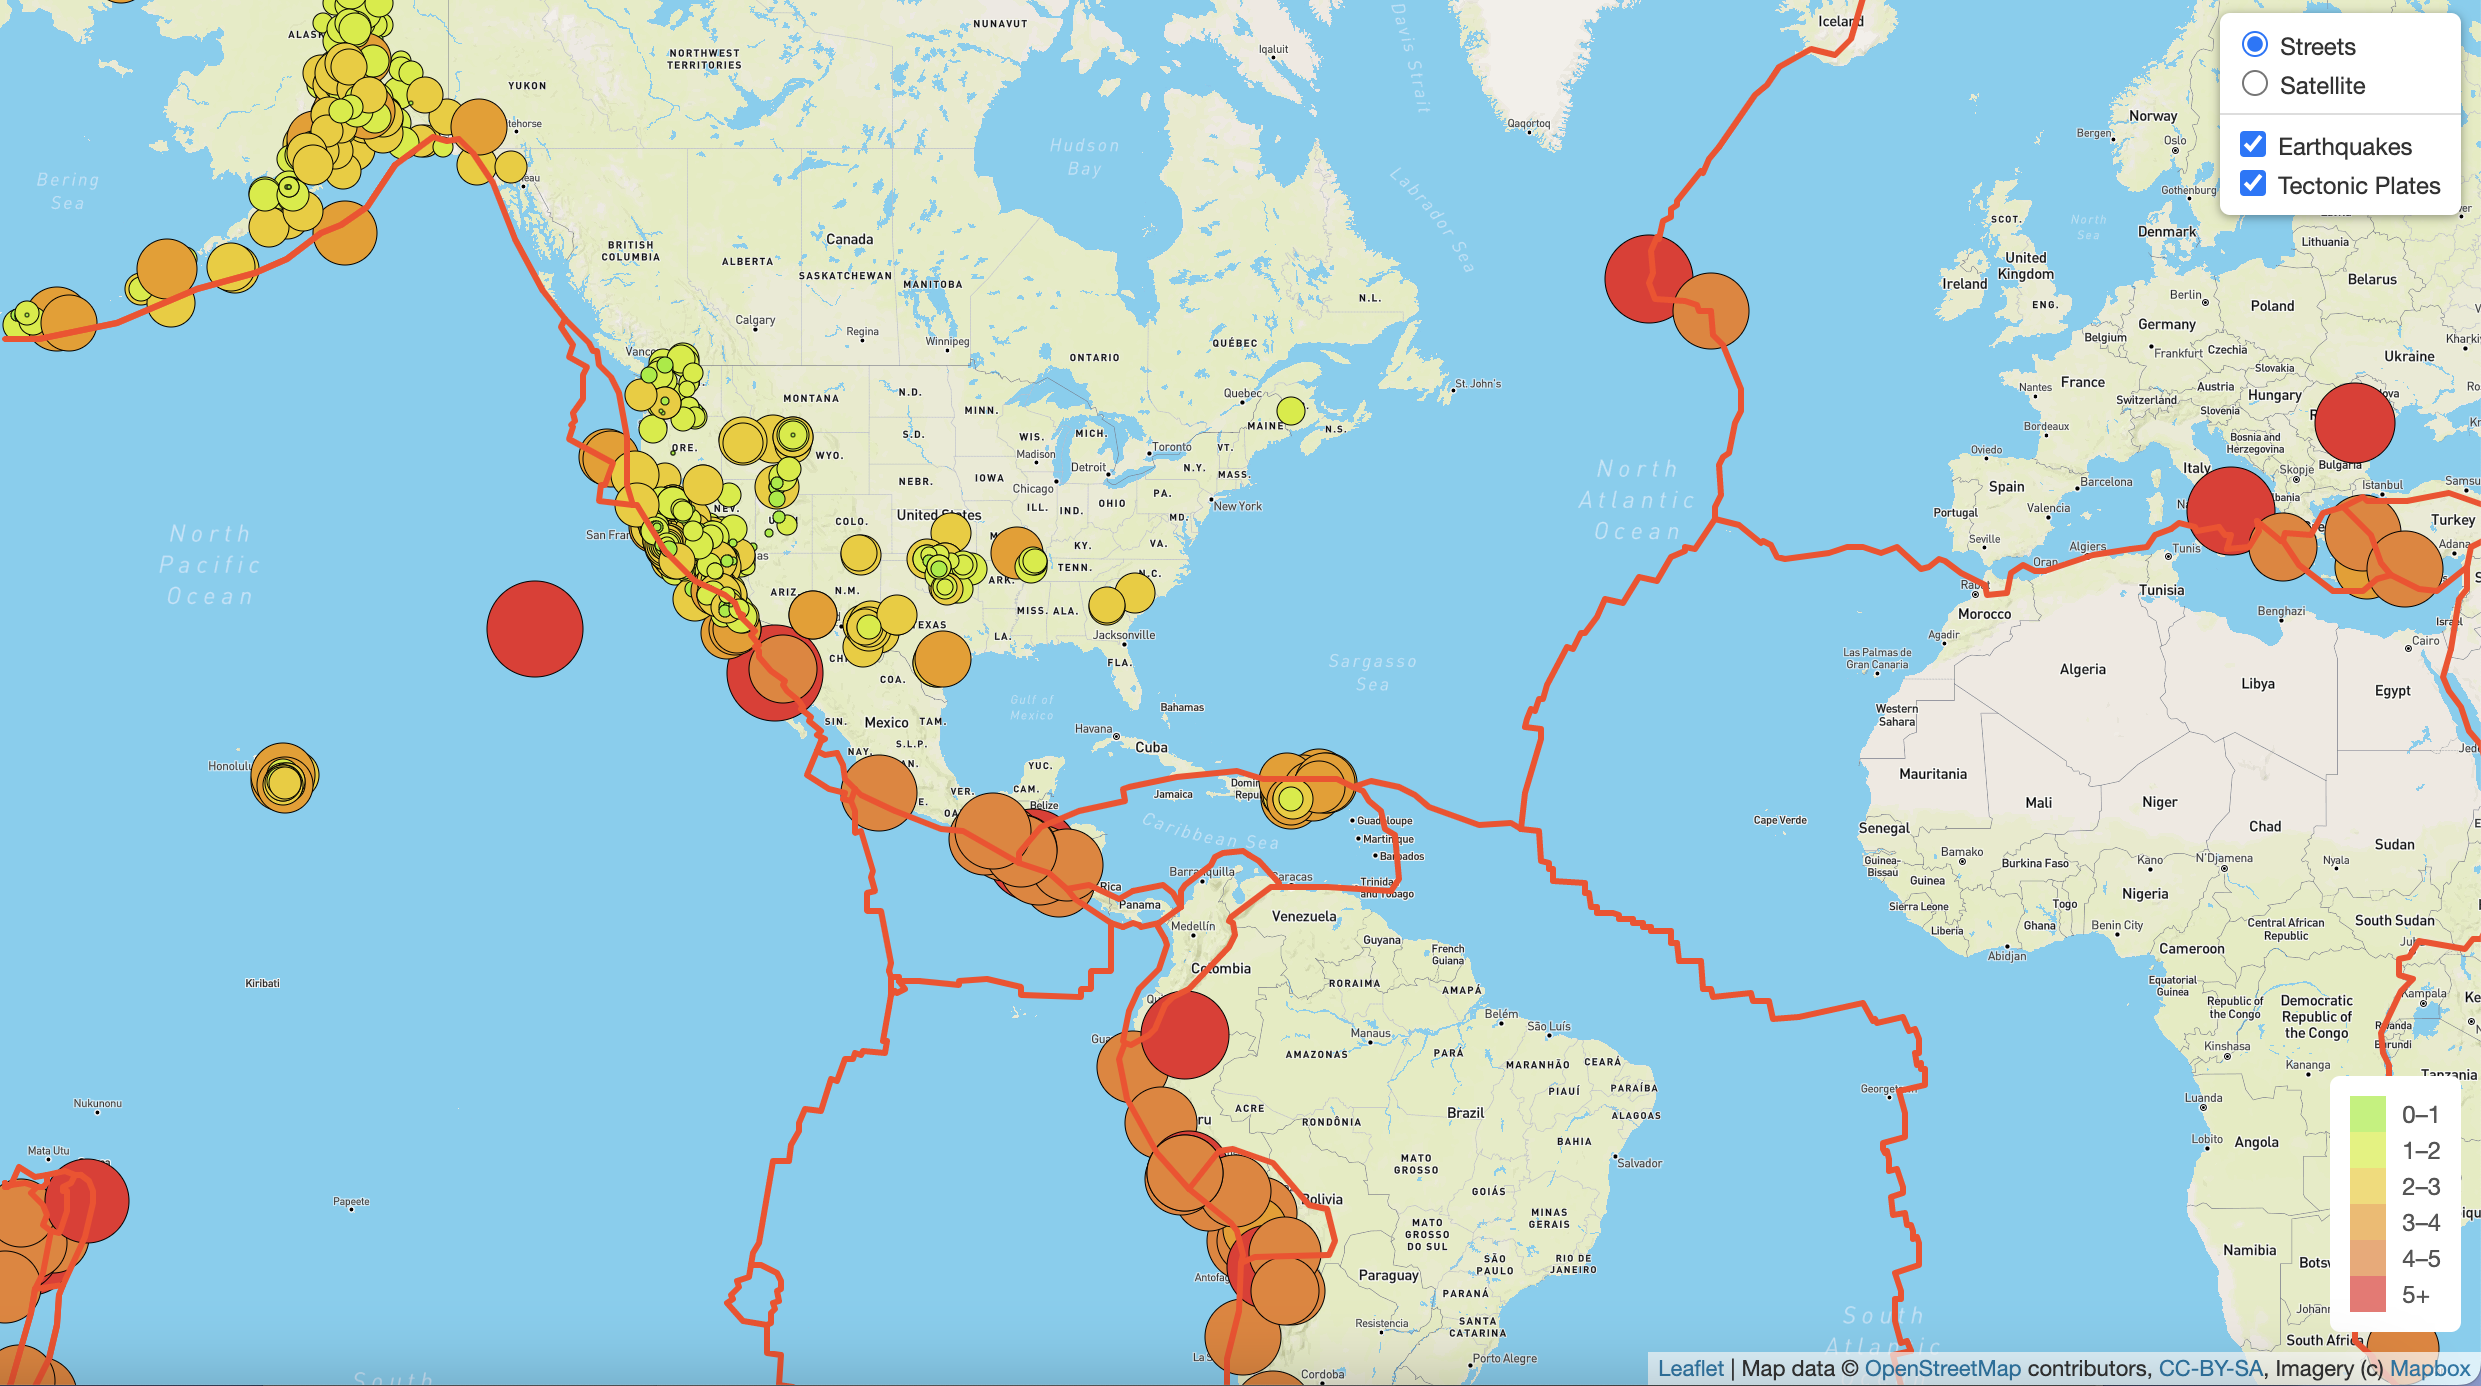 Streets
Satellite
Earthquakes
Tectonic Plates
Iceland
NUNAVUT
NORTHWEST
TERRITORIES
YUKON
Iqaluit
Davis Strait
Qaqortoq
Norway
Bergen
Oslo
Gothenburg
Bering
Sea
Hudson
Bay
Labrador Sea
SCOT.
North
Sea
Denmark
Lithuania
BRITISH
COLUMBIA
Canada
ALBERTA
SASKATCHEWAN
MANITOBA
United
Kingdom
Ireland
ENG.
Belarus
Berlin
Poland
Germany
Calgary
Regina
Winnipeg
N.L.
ONTARIO
QUÉBEC
Belgium
Frankfurt
Czechia
Ukraine
Slovakia
Nantes
France
Austria
Hungary
Switzerland
Slovenia
St. John's
Quebec
MAINE
N.S.
MONTANA
N.D.
MINN.
S.D.
WIS.
MICH.
Toronto
VT.
Madison
Detroit
N.Y.
MASS.
ORE.
WYO.
NEBR.
IOWA
Chicago
OHIO
PA.
New York
Bordeaux
Bosnia and
Herzegovina
Oviedo
Italy
Skopje
Bulgaria
Spain
Barcelona
Istanbul
Portugal
Valencia
Turkey
Seville
Adana
NEV.
COLO.
United States
ILL.
IND.
MD.
KY.
VA.
North
Atlantic
Ocean
North
Pacific
Ocean
Algiers
Tunis
Oran
Rabat
Tunisia
Morocco
Benghazi
Israel
Cairo
ARK.
TENN.
N.C.
ARIZ.
N.M.
MISS.
ALA.
LA.
Jacksonville
FLA.
Agadir
Las Palmas de
Gran Canaria
Algeria
Libya
Egypt
Sargasso
Sea
COA.
Gulf of
Mexico
Bahamas
Western
Sahara
SIN.
Mexico
TAM.
Havana
Cuba
S.L.P.
NAY.
YUC.
CAM.
VER.
Belize
Jamaica
Mauritania
Mali
Niger
Chad
Sudan
Cape Verde
Senegal
Caribbean Sea
Guadeloupe
Martinique
Barbados
Guinea-
Bissau
Bamako
Burkina Faso
Kano
N'Djamena
Nyala
Guinea
Nigeria
Barranquilla
Caracas
Trinidad
and Tobago
Panama
Sierra Leone
Togo
Ghana
Benin City
Liberia
Abidjan
Central African
Republic
South Sudan
Cameroon
Venezuela
Medellín
Guyana
French
Guiana
Colombia
RORAIMA
AMAPÁ
Kiribati
Equatorial
Guinea
Republic of
the Congo
Democratic
Republic of
the Congo
Kampala
Rwanda
Burundi
Belém
São Luís
Manaus
AMAZONAS
PARÁ
MARANHÃO
CEARÁ
PIAUÍ
PARAÍBA
Kinshasa
Kananga
Tanzania
Nukunonu
ACRE
RONDÔNIA
Brazil
ALAGOAS
Luanda
BAHIA
Lobito
Angola
Mata Utu
MATO
GROSSO
Salvador
Papeete
Bolivia
GOIÁS
MINAS
GERAIS
MATO
GROSSO
DO SUL
SÃO
PAULO
RIO DE
JANEIRO
Namibia
Paraguay
PARANÁ
Resistencia
SANTA
CATARINA
Porto Alegre
Cordoba
South
South
Atlantic
South Africa
0–1
1–2
2–3
3–4
4–5
5+
Leaflet | Map data © OpenStreetMap contributors, CC-BY-SA, Imagery (c) Mapbox